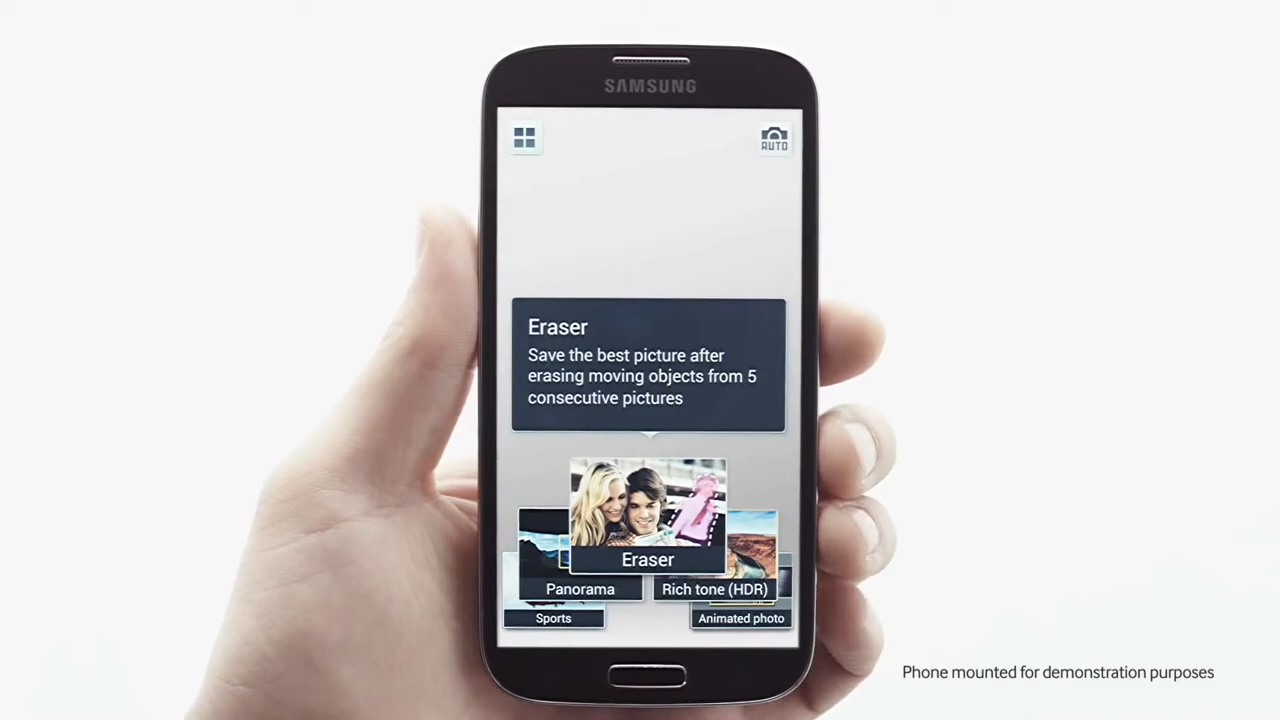 SAMSUNG
AUTO
Eraser
Save the best picture after
erasing moving objects from 5
consecutive pictures
Eraser
Panorama
Rich tone (HDR)
Sports
Animated photo
Phone mounted for demonstration purposes